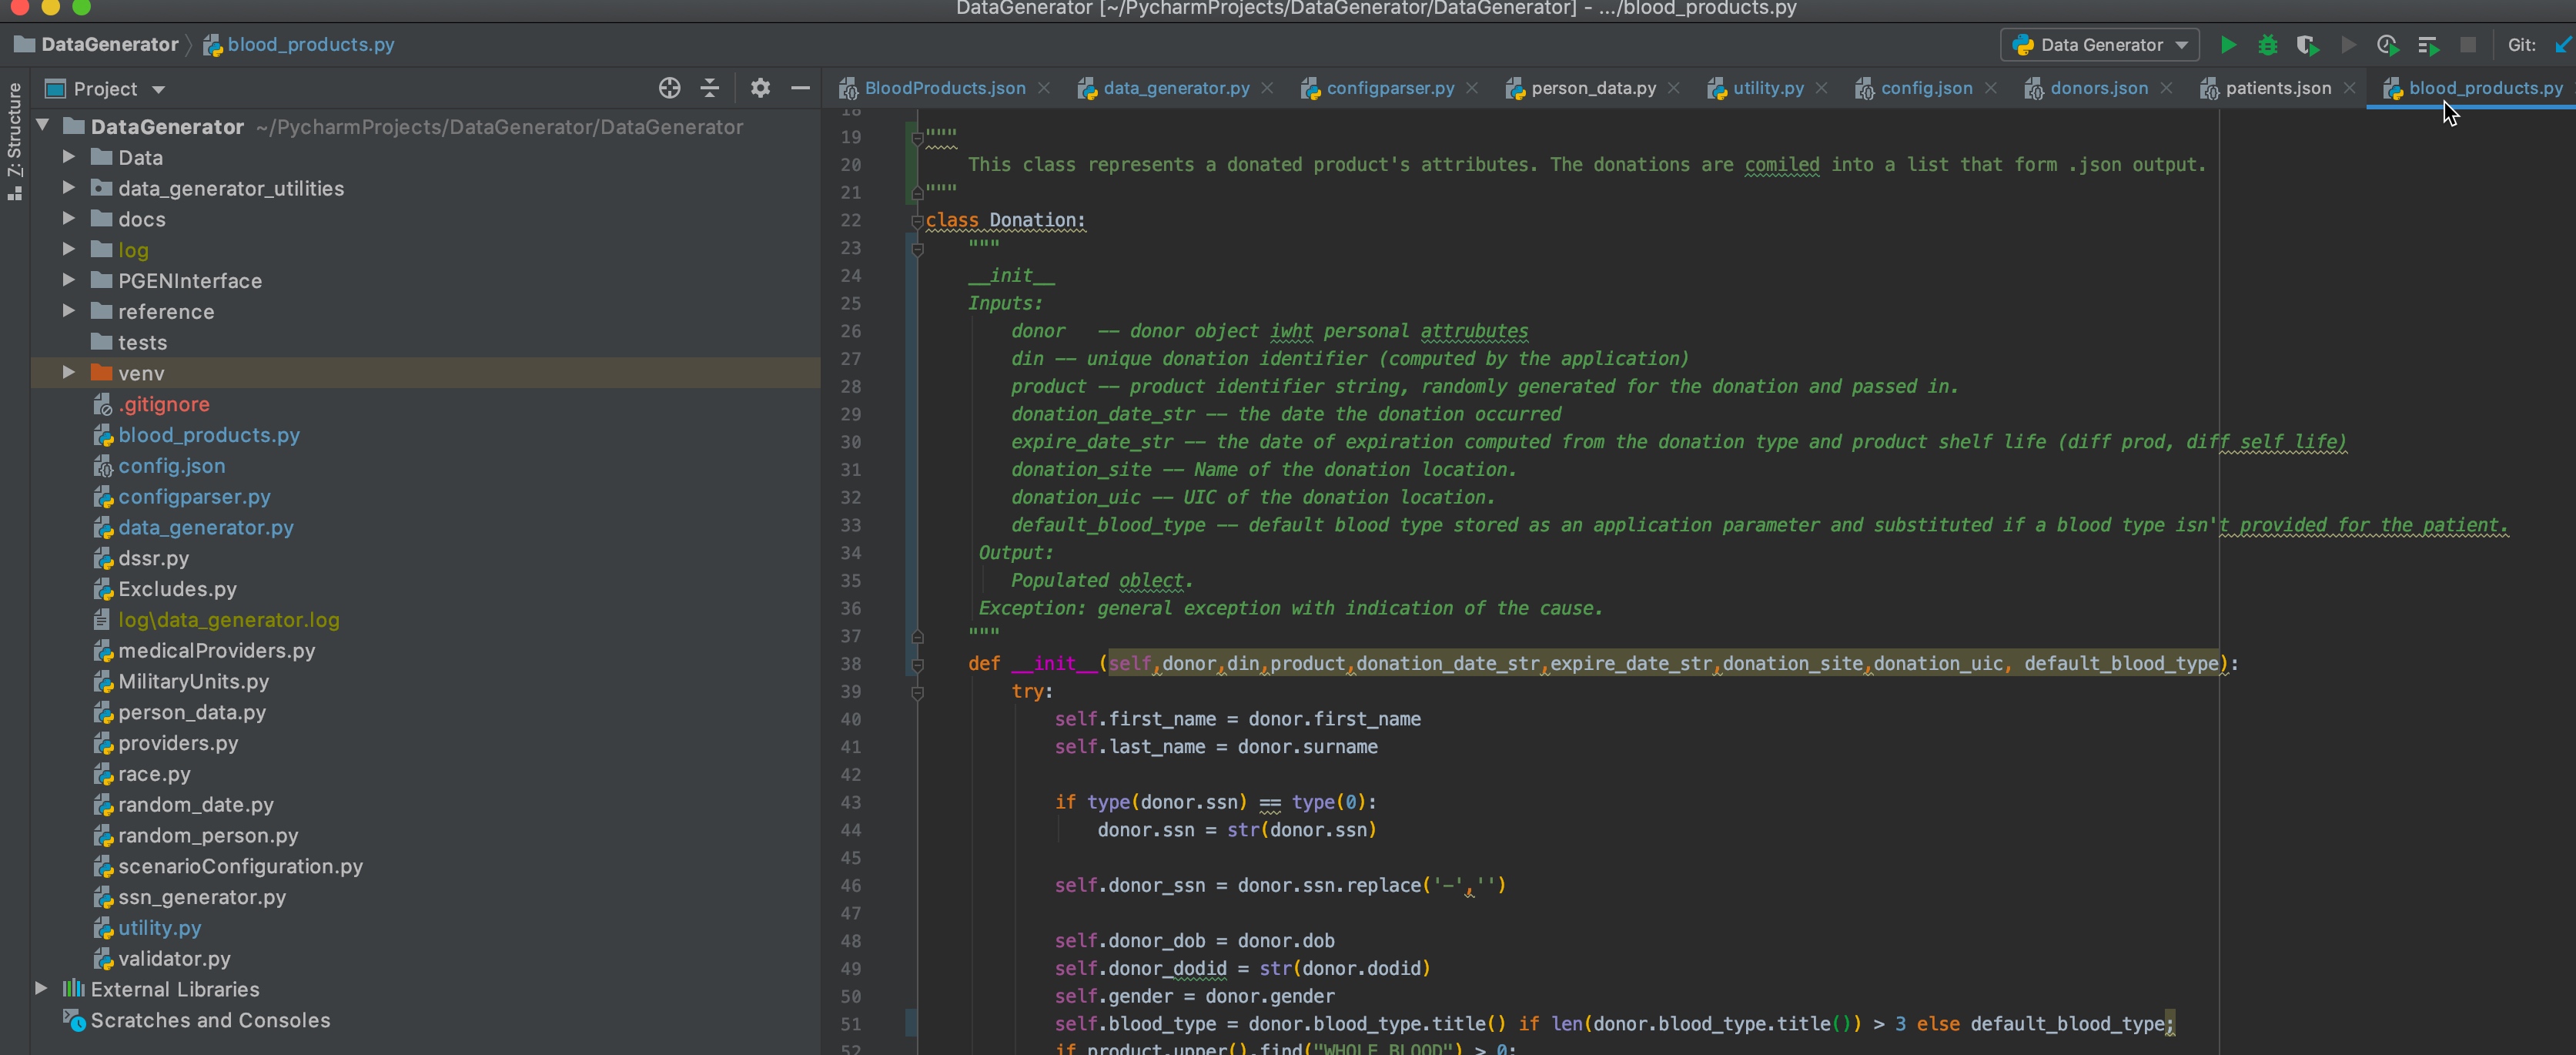 DataGenerator [~/PycharmProjects/DataGenerator/DataGenerator] - .../blood_products.py
DataGenerator blood_products.py Data Generator Git:
Z: Structure
Project
BloodProducts.json data_generator.py configparser.py person_data.py utility.py config.json donors.json patients.json blood_products.py
DataGenerator ~/PycharmProjects/DataGenerator/DataGenerator
Data
data_generator_utilities
docs
log
PGENInterface
reference
tests
venv
.gitignore
blood_products.py
config.json
configparser.py
data_generator.py
dssr.py
Excludes.py
log\data_generator.log
medicalProviders.py
MilitaryUnits.py
person_data.py
providers.py
race.py
random_date.py
random_person.py
scenarioConfiguration.py
ssn_generator.py
utility.py
validator.py
External Libraries
Scratches and Consoles
18
19 """
20 This class represents a donated product's attributes. The donations are comiled into a list that form .json output.
21 """
22 class Donation:
23 """
24 __init__
25 Inputs:
26 donor -- donor object iwht personal attrubutes
27 din -- unique donation identifier (computed by the application)
28 product -- product identifier string, randomly generated for the donation and passed in.
29 donation_date_str -- the date the donation occurred
30 expire_date_str -- the date of expiration computed from the donation type and product shelf life (diff prod, diff self life)
31 donation_site -- Name of the donation location.
32 donation_uic -- UIC of the donation location.
33 default_blood_type -- default blood type stored as an application parameter and substituted if a blood type isn't provided for the patient.
34 Output:
35 Populated oblect.
36 Exception: general exception with indication of the cause.
37 """
38 def __init__(self,donor,din,product,donation_date_str,expire_date_str,donation_site,donation_uic, default_blood_type):
39 try:
40 self.first_name = donor.first_name
41 self.last_name = donor.surname
42
43 if type(donor.ssn) == type(0):
44 donor.ssn = str(donor.ssn)
45
46 self.donor_ssn = donor.ssn.replace('-','')
47
48 self.donor_dob = donor.dob
49 self.donor_dodid = str(donor.dodid)
50 self.gender = donor.gender
51 self.blood_type = donor.blood_type.title() if len(donor.blood_type.title()) > 3 else default_blood_type;
52 if product.upper().find("WHOLE BLOOD") > 0: